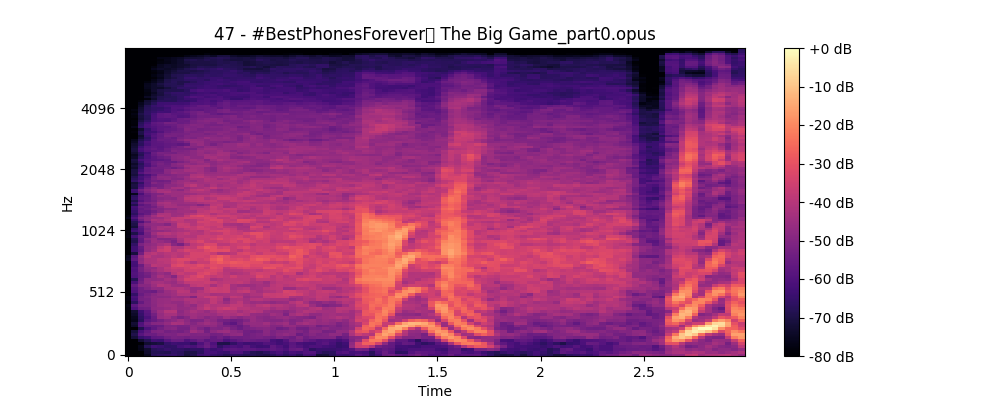 47 - #BestPhonesForever▯ The Big Game_part0.opus
Hz
4096
2048
1024
512
0
0 0.5 1 1.5 2 2.5
Time
+0 dB
-10 dB
-20 dB
-30 dB
-40 dB
-50 dB
-60 dB
-70 dB
-80 dB